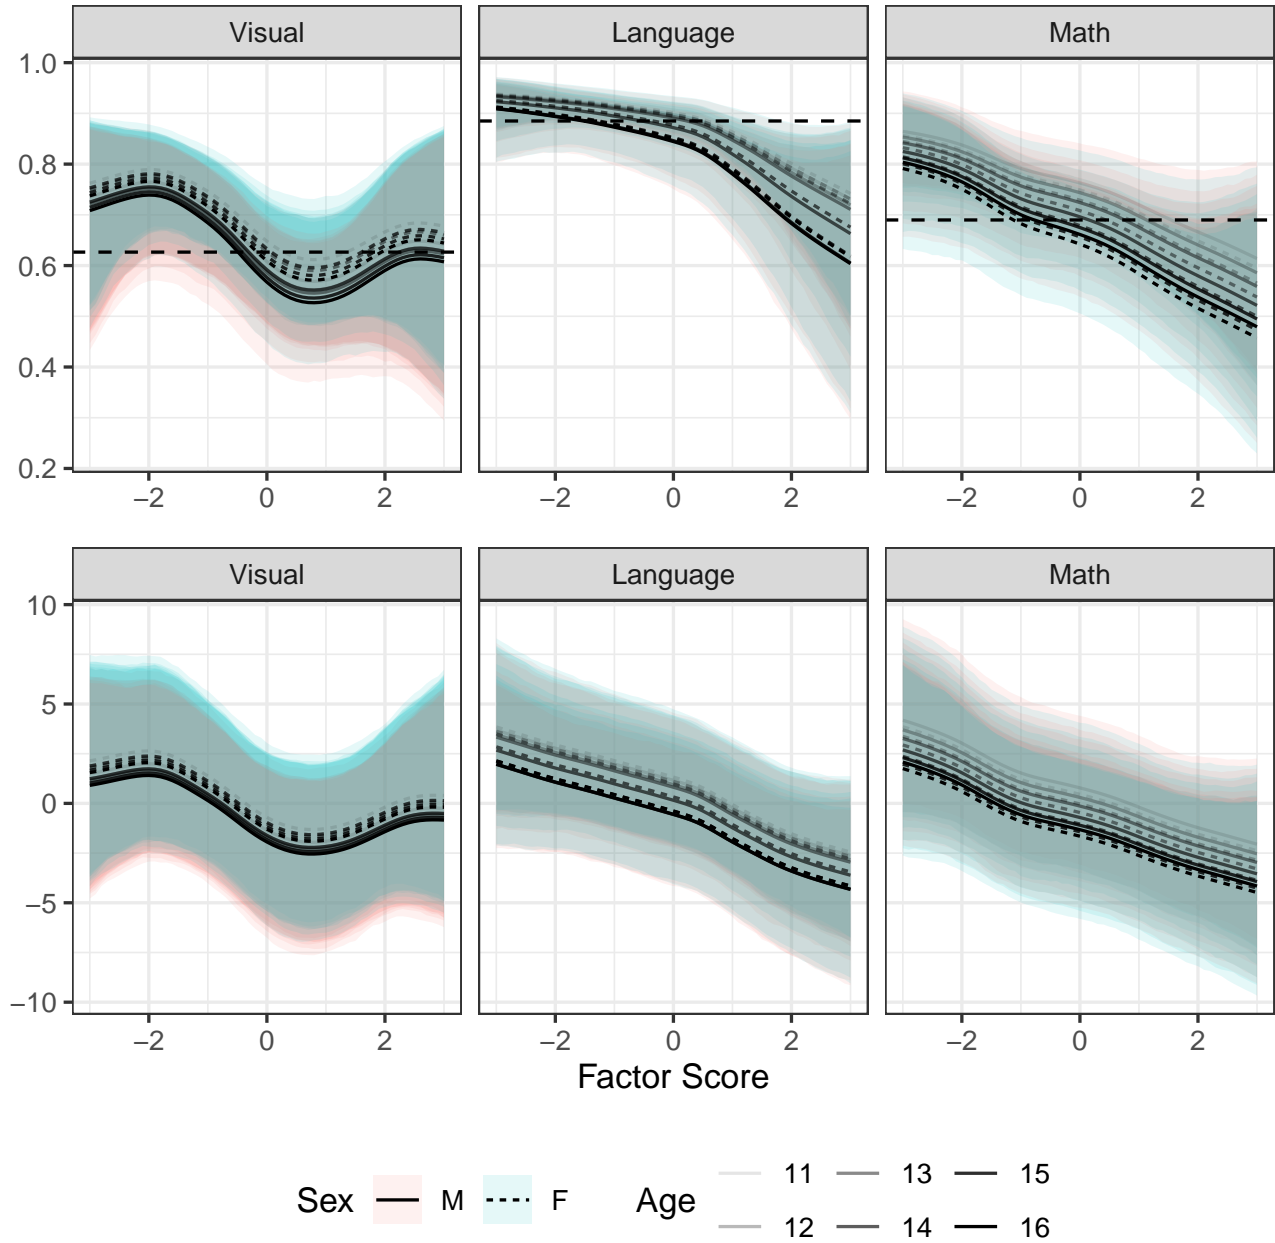 Visual Language Math
1.0
0.8
0.6
0.4
0.2
−2 0 2 −2 0 2 −2 0 2
Visual Language Math
10
5
0
−5
−10
−2 0 2 −2 0 2 −2 0 2
Factor Score
Sex M F Age 11 13 15
12 14 16